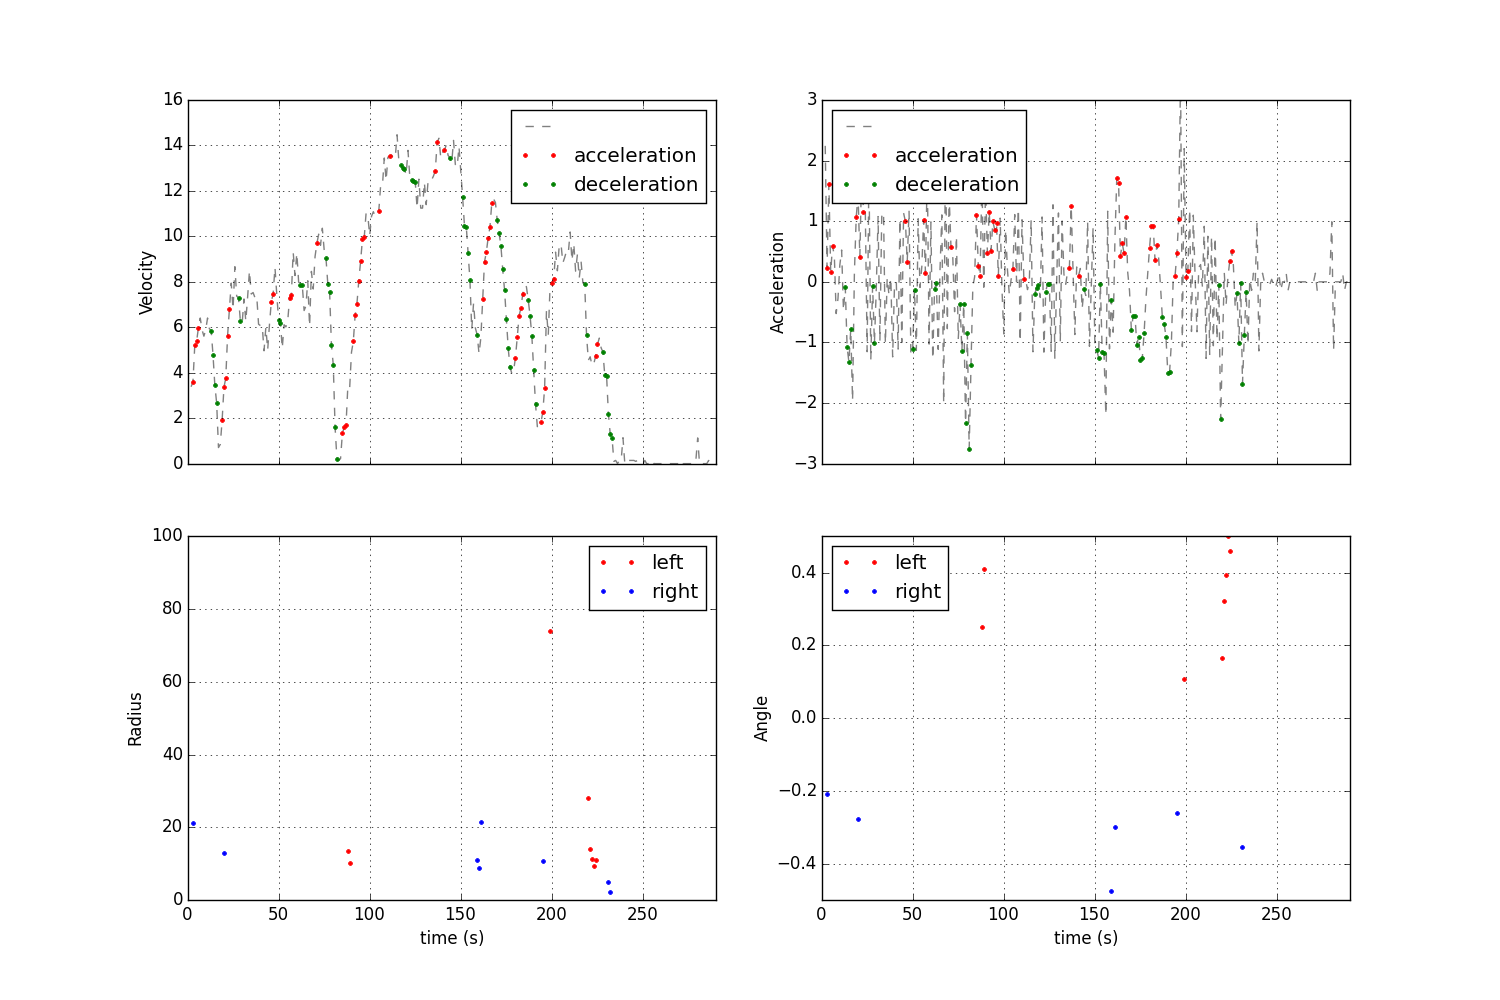 16
14
12
10
8
6
4
2
0
Velocity
acceleration
deceleration
3
2
1
0
−1
−2
−3
Acceleration
acceleration
deceleration
100
80
60
40
20
0
Radius
left
right
0 50 100 150 200 250
time (s)
0.4
0.2
0.0
−0.2
−0.4
Angle
left
right
0 50 100 150 200 250
time (s)